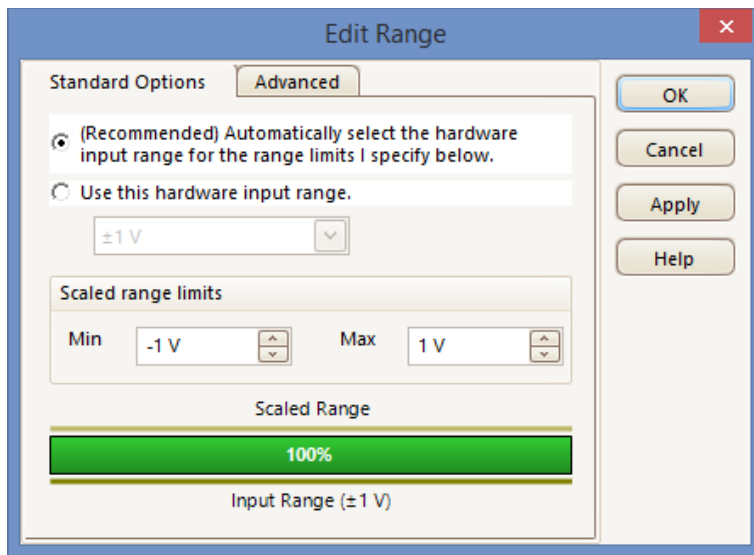 Edit Range
Standard Options
Advanced
(Recommended) Automatically select the hardware
input range for the range limits I specify below.
Use this hardware input range.
±1 V
Scaled range limits
Min
-1 V
Max
1 V
Scaled Range
100%
Input Range (±1 V)
OK
Cancel
Apply
Help